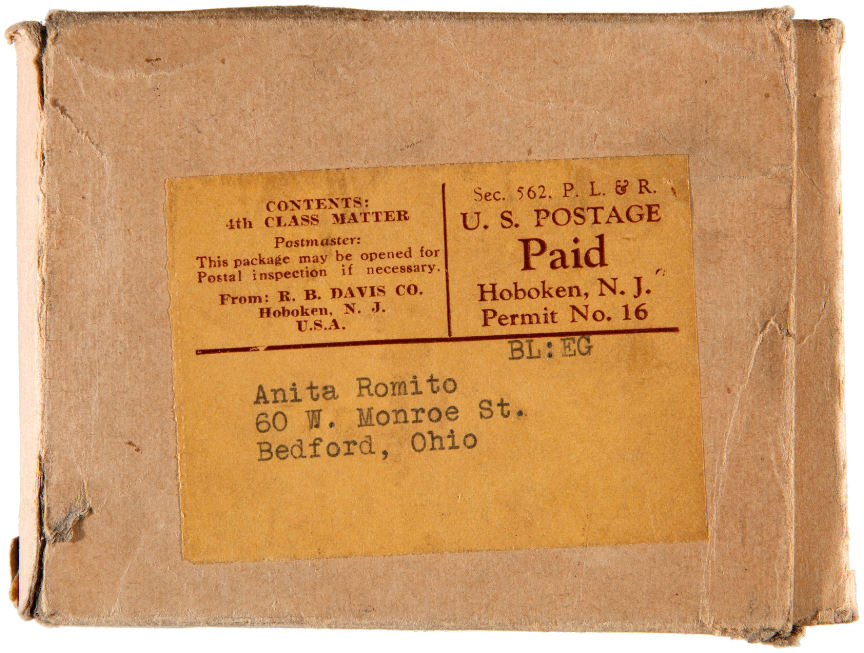 CONTENTS:
4th CLASS MATTER
Postmaster:
This package may be opened for
Postal inspection if necessary.
From: R. B. DAVIS CO.
Hoboken, N. J.
U.S.A.
Sec. 562, P. L. & R.
U. S. POSTAGE
Paid
Hoboken, N. J.
Permit No. 16
BL:EG
Anita Romito
60 W. Monroe St.
Bedford, Ohio